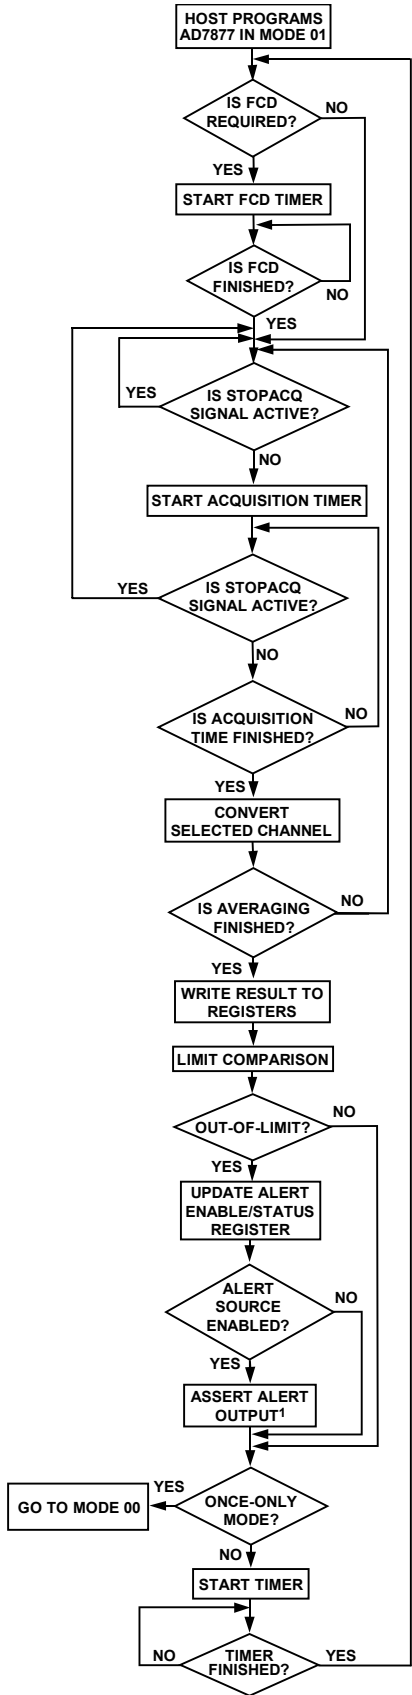 HOST PROGRAMS
AD7877 IN MODE 01
IS FCD
REQUIRED?
NO
YES
START FCD TIMER
IS FCD
FINISHED?
NO
YES
YES
IS STOPACQ
SIGNAL ACTIVE?
NO
START ACQUISITION TIMER
YES
IS STOPACQ
SIGNAL ACTIVE?
NO
IS ACQUISITION
TIME FINISHED?
NO
YES
CONVERT
SELECTED CHANNEL
IS AVERAGING
FINISHED?
NO
YES
WRITE RESULT TO
REGISTERS
LIMIT COMPARISON
OUT-OF-LIMIT?
NO
YES
UPDATE ALERT
ENABLE/STATUS
REGISTER
ALERT
SOURCE
ENABLED?
NO
YES
ASSERT ALERT
OUTPUT¹
YES
GO TO MODE 00
ONCE-ONLY
MODE?
NO
START TIMER
NO
TIMER
FINISHED?
YES